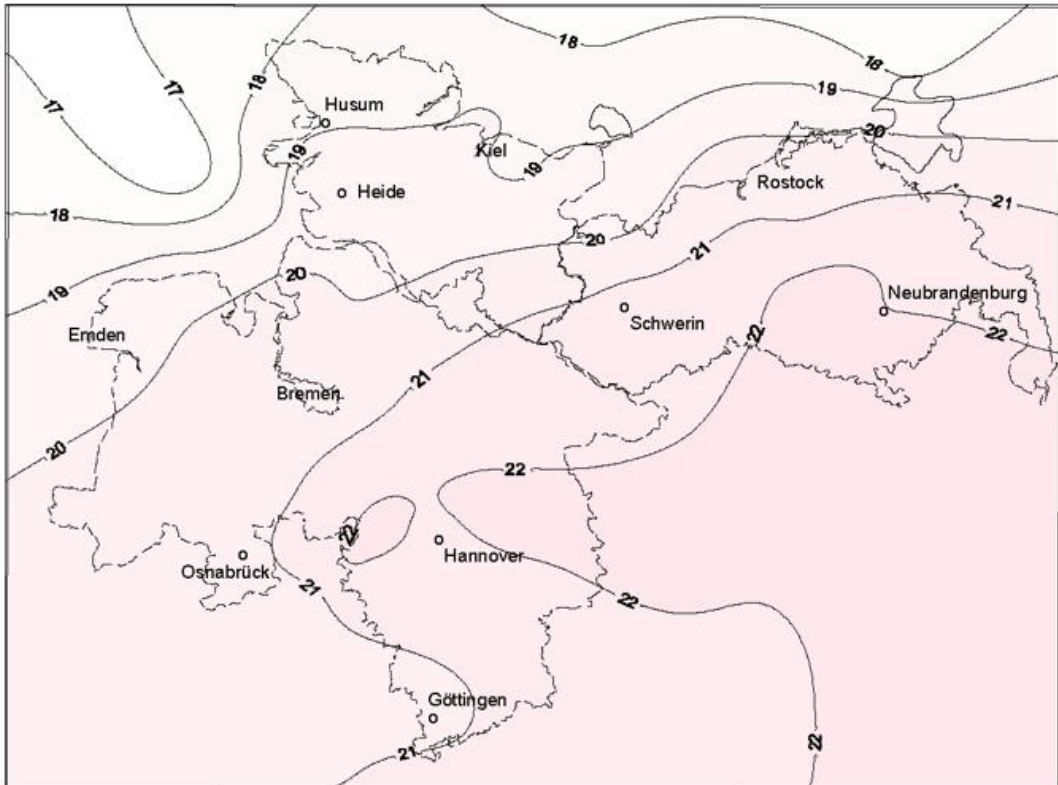 18
18
17
17
19
18
Husum
20
19
Kiel
19
Rostock
Heide
21
18
20
21
20
19
Neubrandenburg
Schwerin
22
22
Emden
21
Bremen
20
22
22
Hannover
Osnabrück
21
22
Göttingen
22
21